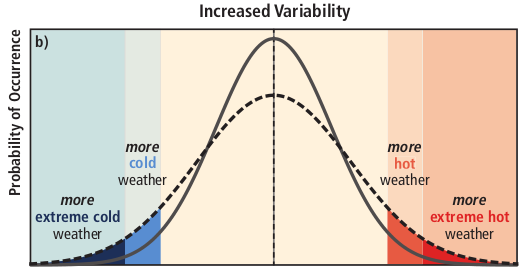 Increased Variability
b)
Probability of Occurrence
more
cold
weather
more
hot
weather
more
extreme cold
weather
more
extreme hot
weather